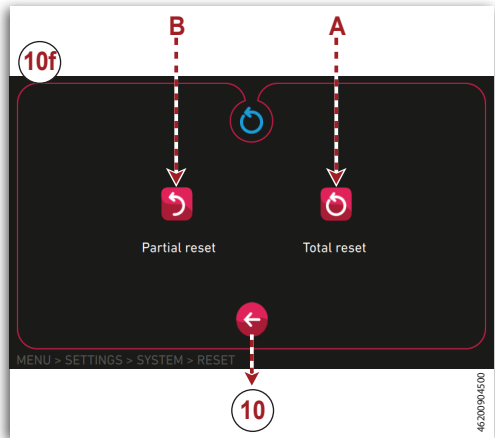 B
A
10f
Partial reset
Total reset
MENU > SETTINGS > SYSTEM > RESET
10
46200904500